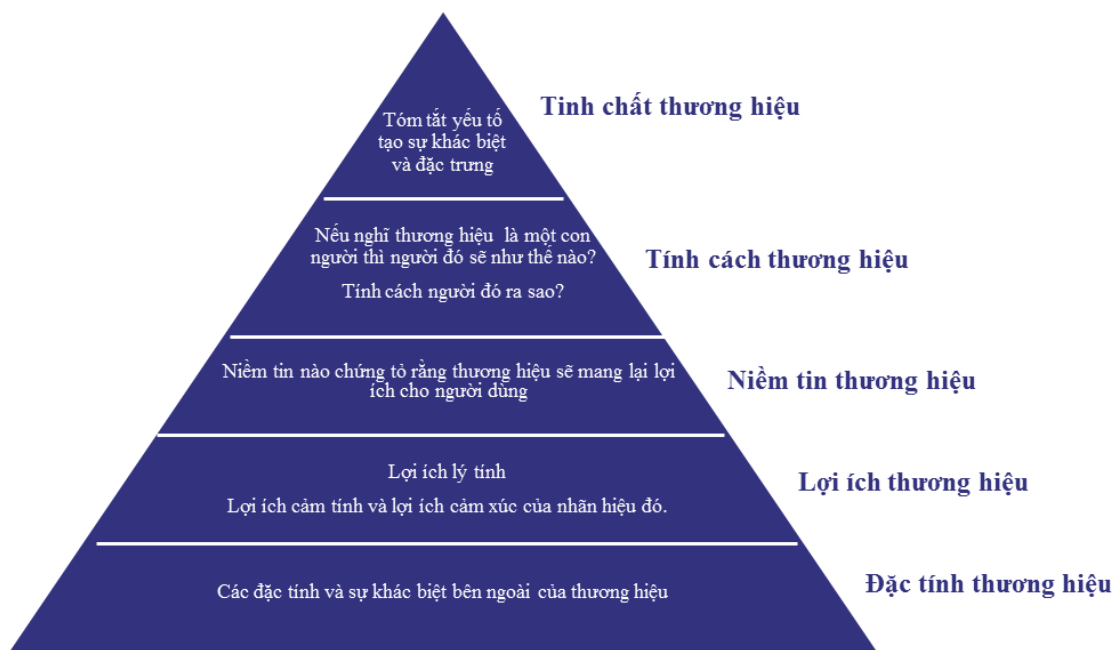 Tóm tắt yếu tố
tạo sự khác biệt
và đặc trưng
Tinh chất thương hiệu
Nếu nghĩ thương hiệu là một con
người thì người đó sẽ như thế nào?
Tính cách người đó ra sao?
Tính cách thương hiệu
Niềm tin nào chứng tỏ rằng thương hiệu sẽ mang lại lợi
ích cho người dùng
Niềm tin thương hiệu
Lợi ích lý tính
Lợi ích cảm tính và lợi ích cảm xúc của nhãn hiệu đó.
Lợi ích thương hiệu
Các đặc tính và sự khác biệt bên ngoài của thương hiệu
Đặc tính thương hiệu